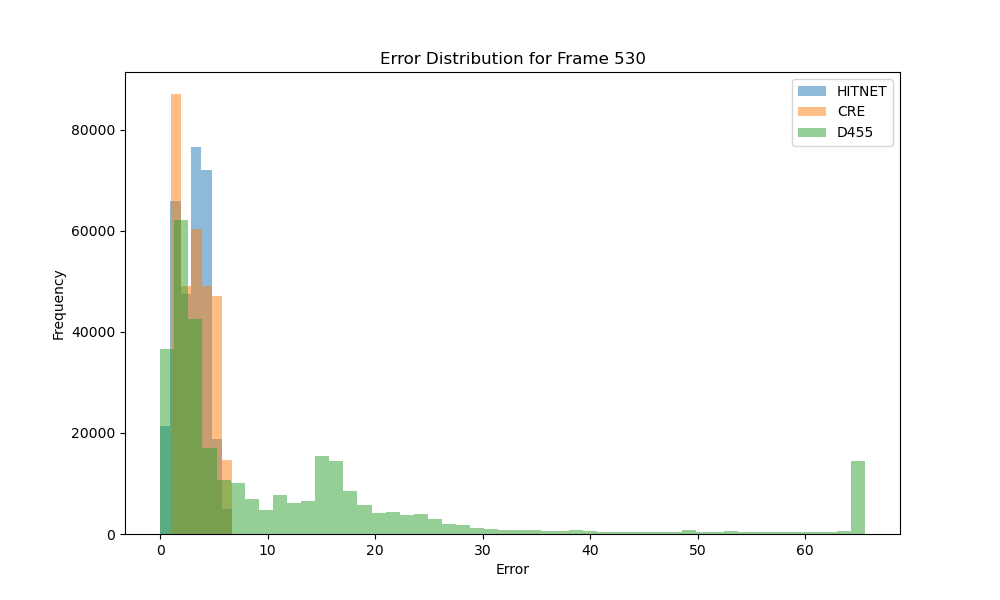 Error Distribution for Frame 530
HITNET
CRE
D455
80000
60000
40000
20000
0
Frequency
0 10 20 30 40 50 60
Error